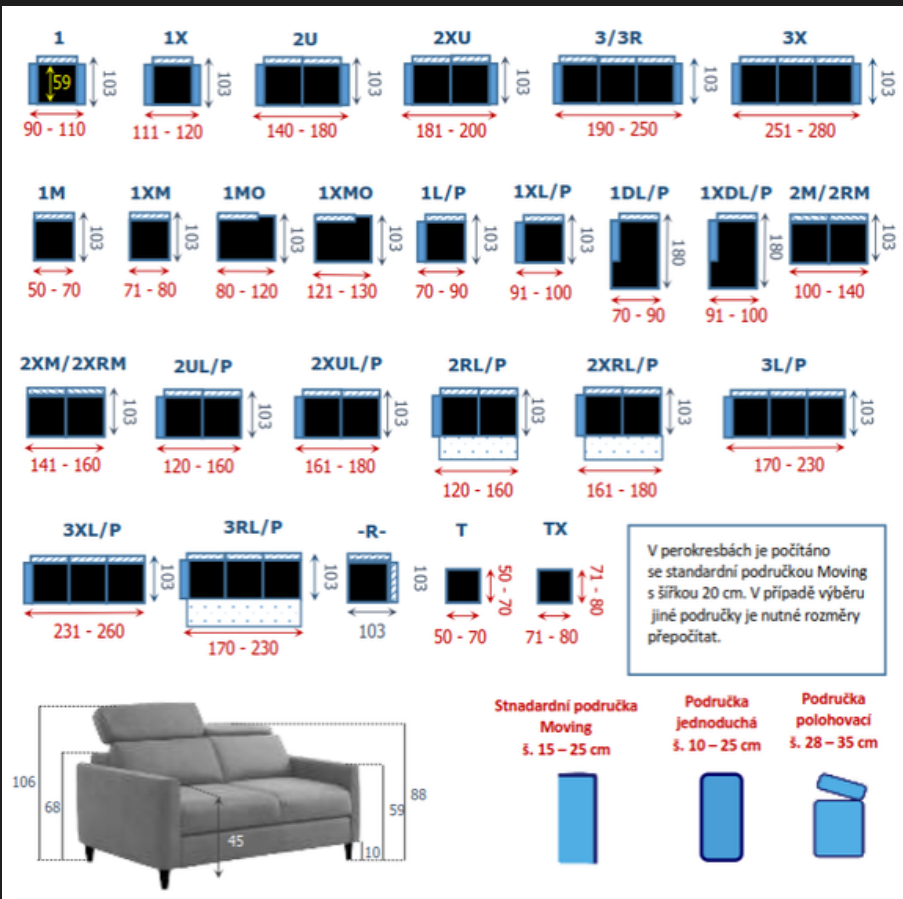 1 1X 2U 2XU 3/3R 3X
59 103 103 103 103 103 103
90 - 110 111 - 120 140 - 180 181 - 200 190 - 250 251 - 280
1M 1XM 1MO 1XMO 1L/P 1XL/P 1DL/P 1XDL/P 2M/2RM
103 103 103 103 103 103 180 180 103
50 - 70 71 - 80 80 - 120 121 - 130 70 - 90 91 - 100 70 - 90 91 - 100 100 - 140
2XM/2XRM 2UL/P 2XUL/P 2RL/P 2XRL/P 3L/P
103 103 103 103 103 103
141 - 160 120 - 160 161 - 180 120 - 160 161 - 180 170 - 230
3XL/P 3RL/P -R- T TX
103 103 103 50 - 70 71 - 80
231 - 260 170 - 230 103 50 - 70 71 - 80
V perokresbách je počítáno
se standardní područkou Moving
s šířkou 20 cm. V případě výběru
jiné područky je nutné rozměry
přepočítat.
Stnadardní područka
Moving
š. 15 – 25 cm
Područka
jednoduchá
š. 10 – 25 cm
Područka
polohovací
š. 28 – 35 cm
106 68 45 10 59 88